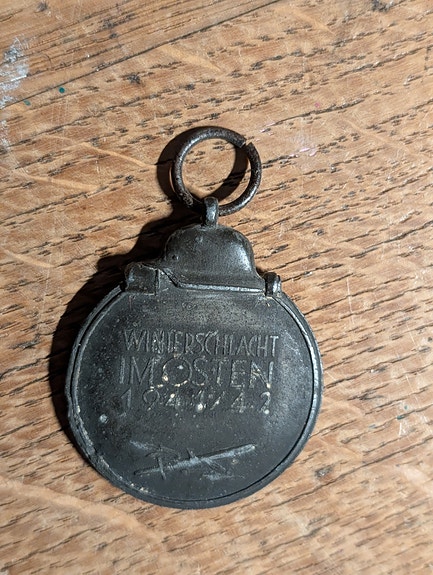 WINTERSCHLACHT
IM OSTEN
1941/42